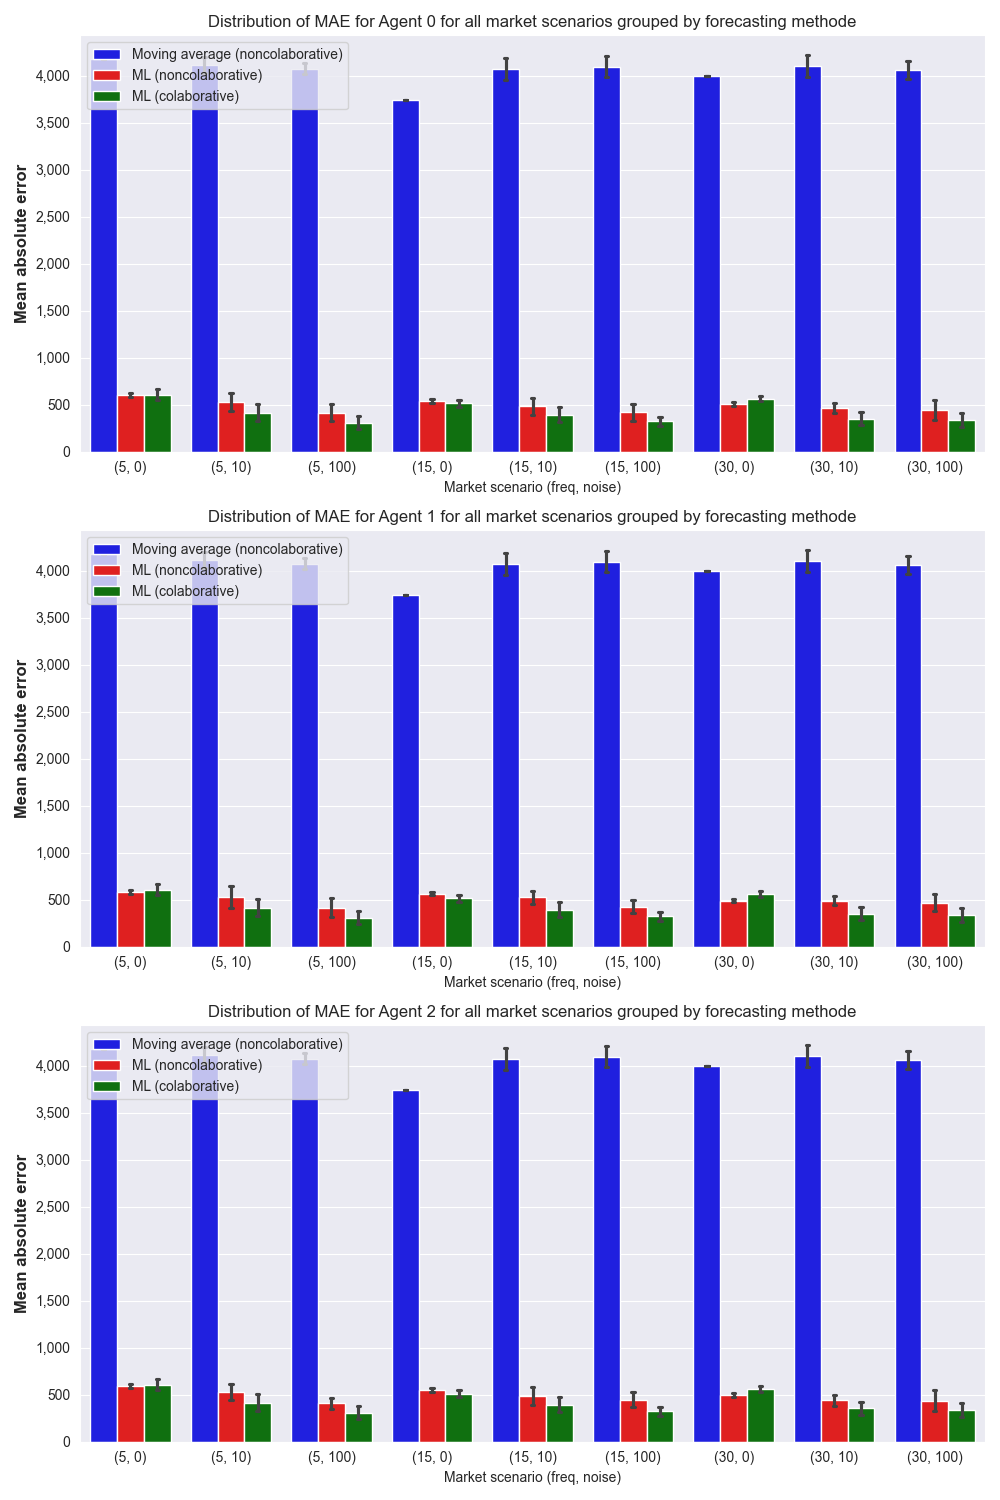 Distribution of MAE for Agent 0 for all market scenarios grouped by forecasting methode
Moving average (noncolaborative)
ML (noncolaborative)
ML (colaborative)
Mean absolute error
4,000
3,500
3,000
2,500
2,000
1,500
1,000
500
0
(5, 0) (5, 10) (5, 100) (15, 0) (15, 10) (15, 100) (30, 0) (30, 10) (30, 100)
Market scenario (freq, noise)
Distribution of MAE for Agent 1 for all market scenarios grouped by forecasting methode
Moving average (noncolaborative)
ML (noncolaborative)
ML (colaborative)
Mean absolute error
4,000
3,500
3,000
2,500
2,000
1,500
1,000
500
0
(5, 0) (5, 10) (5, 100) (15, 0) (15, 10) (15, 100) (30, 0) (30, 10) (30, 100)
Market scenario (freq, noise)
Distribution of MAE for Agent 2 for all market scenarios grouped by forecasting methode
Moving average (noncolaborative)
ML (noncolaborative)
ML (colaborative)
Mean absolute error
4,000
3,500
3,000
2,500
2,000
1,500
1,000
500
0
(5, 0) (5, 10) (5, 100) (15, 0) (15, 10) (15, 100) (30, 0) (30, 10) (30, 100)
Market scenario (freq, noise)